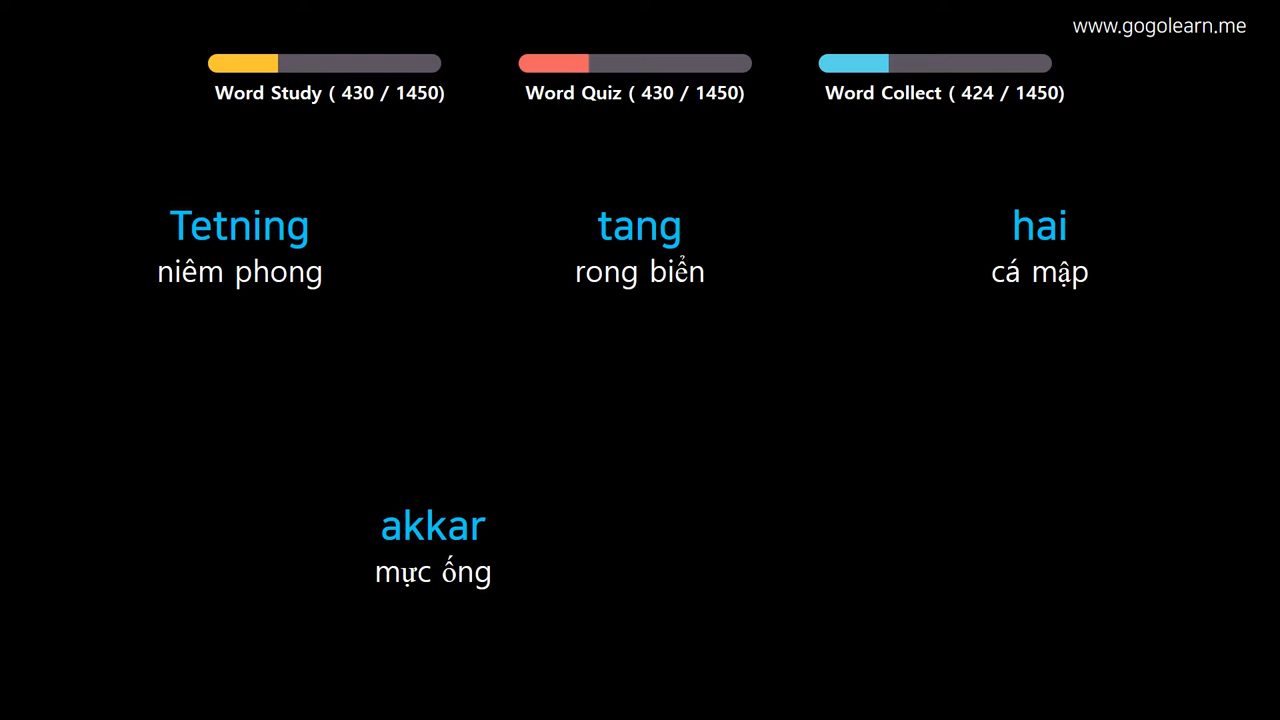 www.gogolearn.me
Word Study ( 430 / 1450)
Word Quiz ( 430 / 1450)
Word Collect ( 424 / 1450)
Tetning
niêm phong
tang
rong biển
hai
cá mập
akkar
mực ống